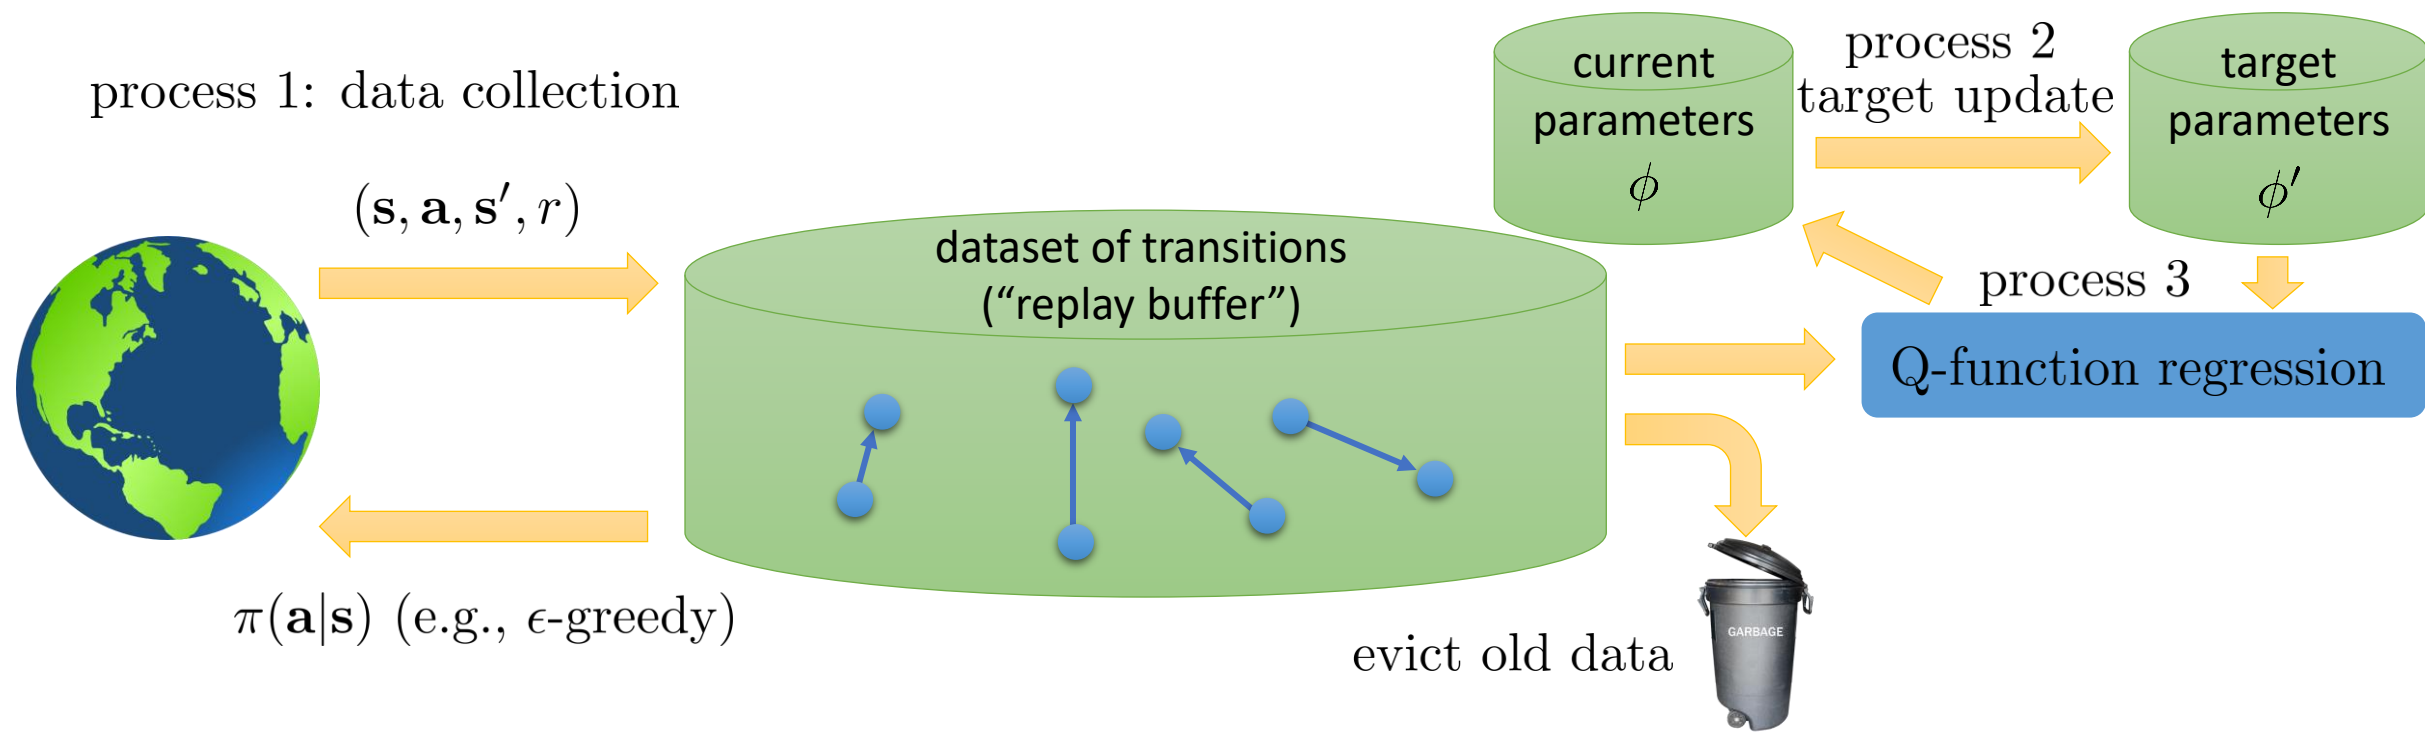 process 1: data collection
(s, a, s′, r)
π(a|s) (e.g., ϵ-greedy)
dataset of transitions
(“replay buffer”)
current
parameters
ϕ
process 2
target update
target
parameters
ϕ′
process 3
Q-function regression
evict old data
GARBAGE